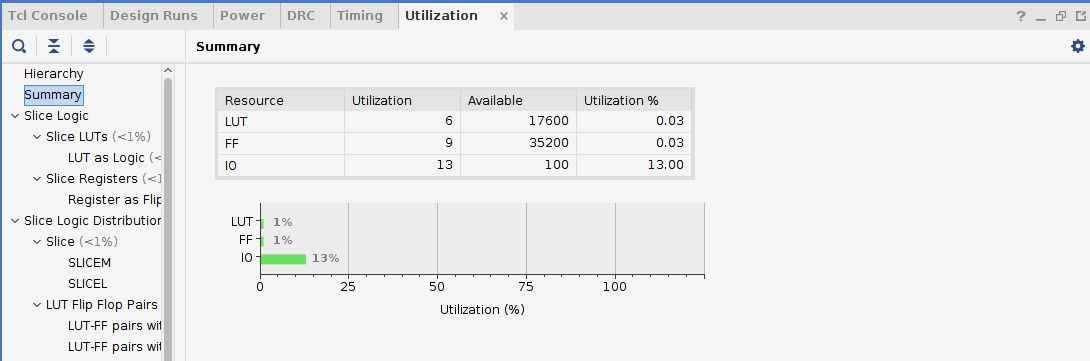 Tcl Console Design Runs Power DRC Timing Utilization × ?
Summary
Hierarchy
Summary
Slice Logic
Slice LUTs (<1%)
LUT as Logic (<
Slice Registers (<1
Register as Flip
Slice Logic Distribution
Slice (<1%)
SLICEM
SLICEL
LUT Flip Flop Pairs
LUT-FF pairs wit
LUT-FF pairs wit
Resource Utilization Available Utilization %
LUT 6 17600 0.03
FF 9 35200 0.03
IO 13 100 13.00
LUT 1%
FF 1%
IO 13%
0 25 50 75 100
Utilization (%)